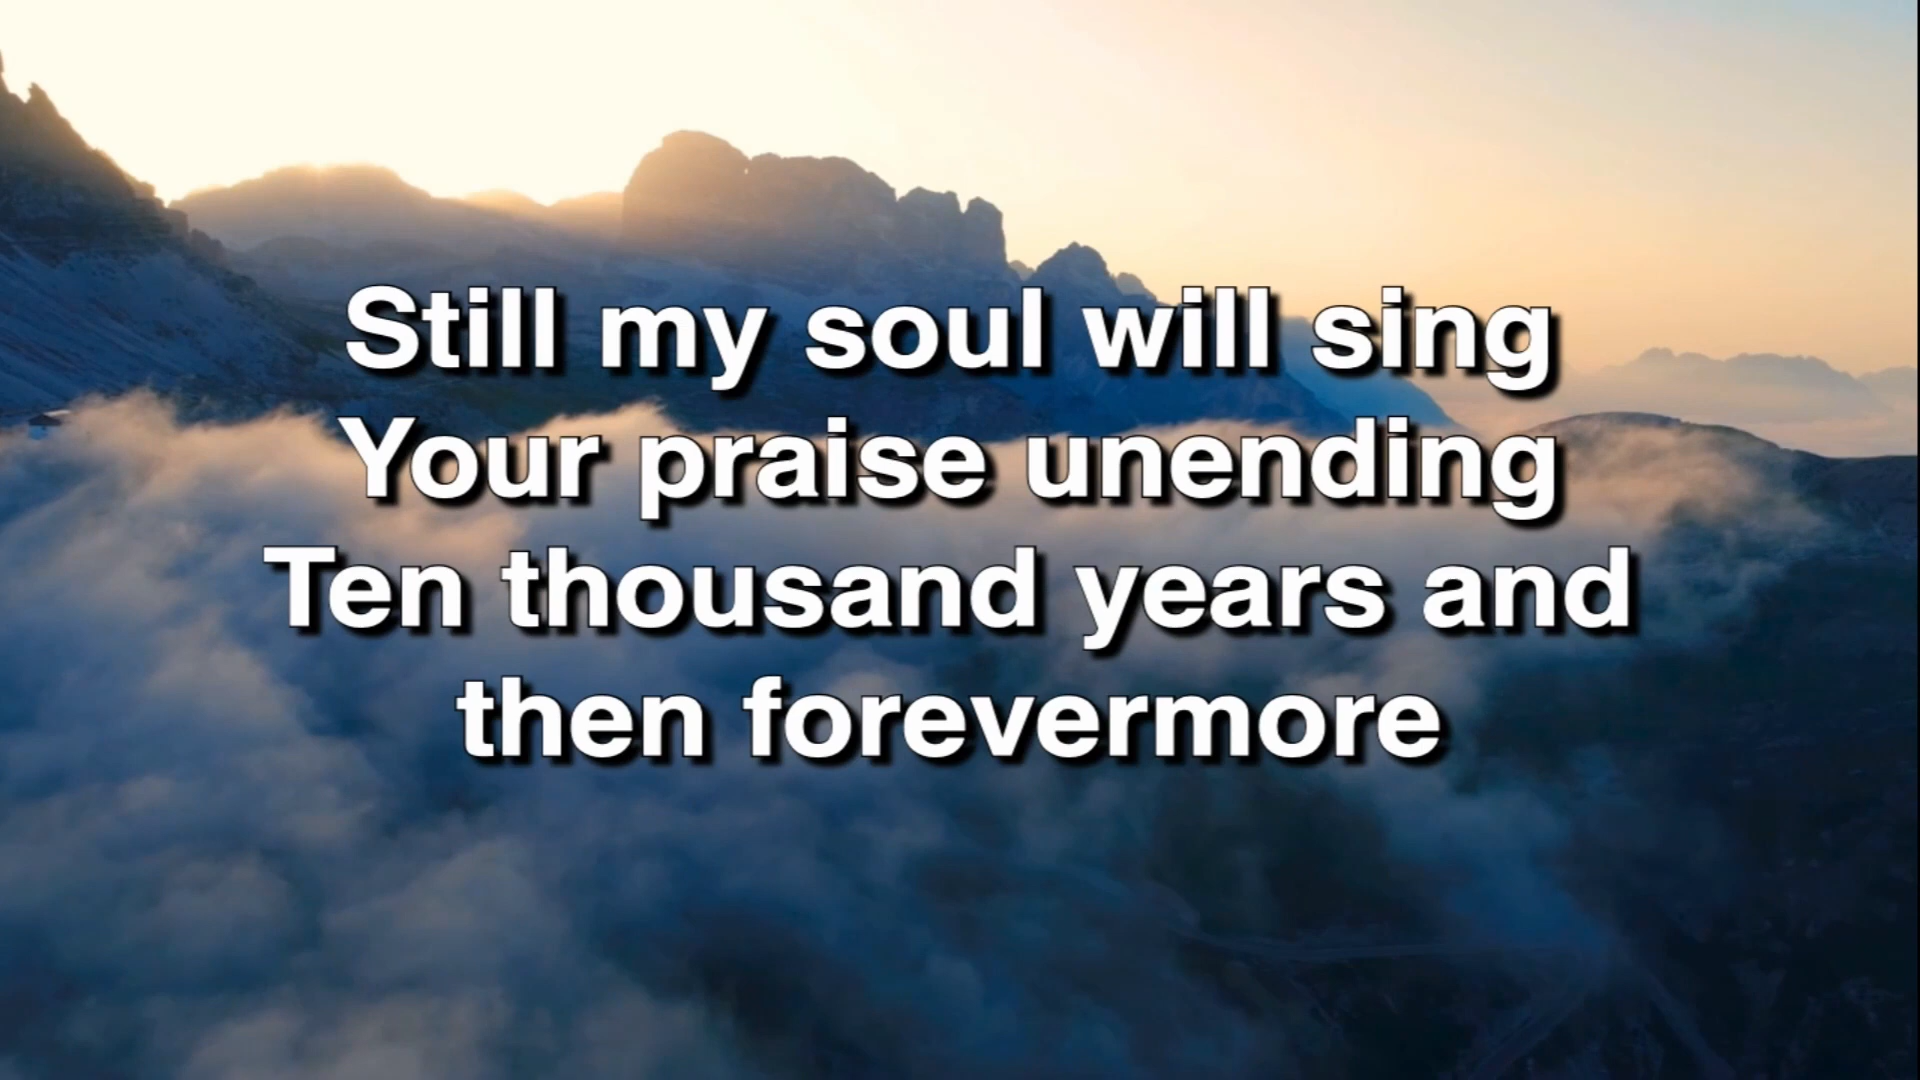 Still my soul will sing
Your praise unending
Ten thousand years and
then forevermore